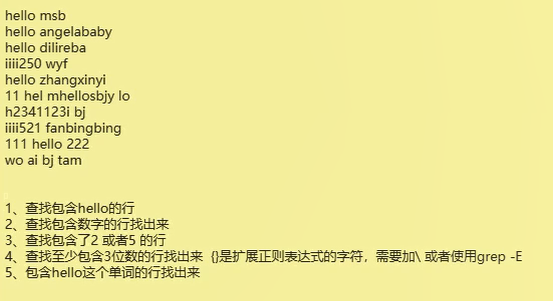 hello msb
hello angelababy
hello dilireba
iiii250 wyf
hello zhangxinyi
11 hel mhellosbjy lo
h2341123i bj
iiii521 fanbingbing
111 hello 222
wo ai bj tam
1、查找包含hello的行
2、查找包含数字的行找出来
3、查找包含了2 或者5 的行
4、查找至少包含3位数的行找出来  {}是扩展正则表达式的字符，需要加\ 或者使用grep -E
5、包含hello这个单词的行找出来